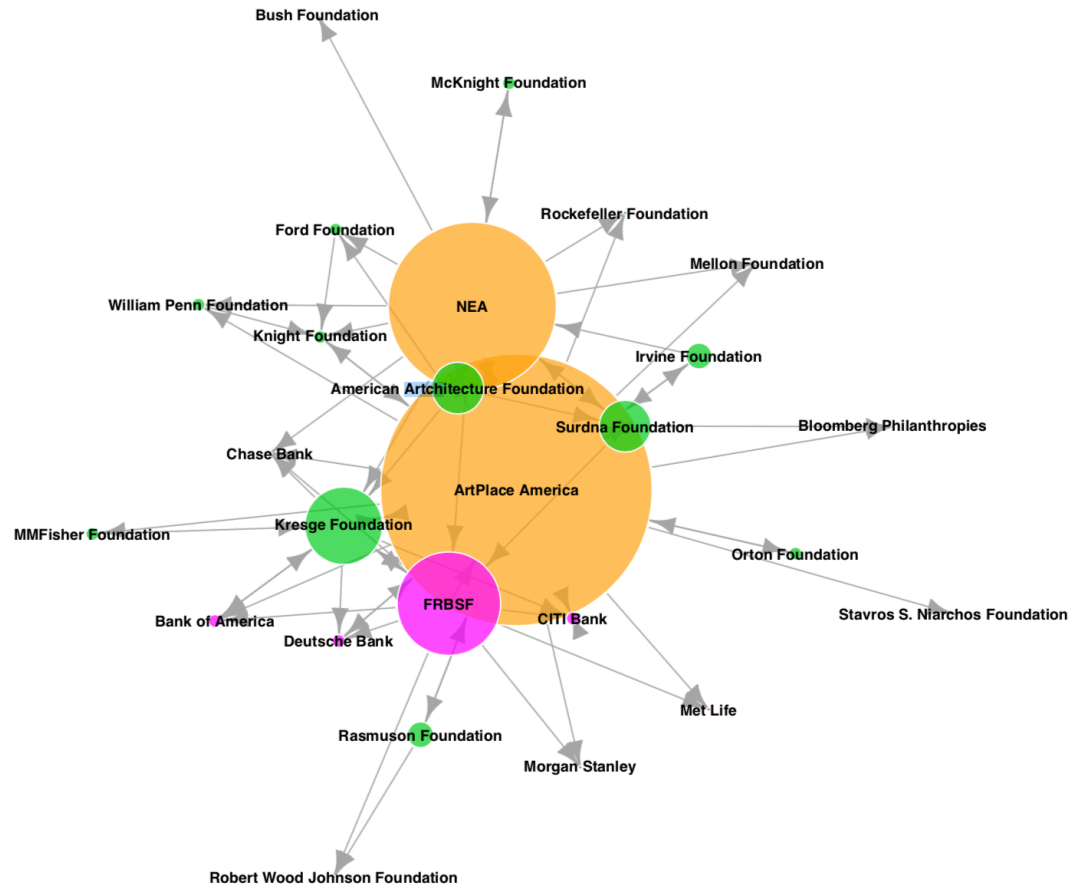 Bush Foundation
McKnight Foundation
Rockefeller Foundation
Ford Foundation
Mellon Foundation
William Penn Foundation
NEA
Knight Foundation
Irvine Foundation
American Artchitecture Foundation
Surdna Foundation
Bloomberg Philanthropies
Chase Bank
ArtPlace America
Kresge Foundation
MMFisher Foundation
Orton Foundation
FRBSF
Stavros S. Niarchos Foundation
CITI Bank
Bank of America
Deutsche Bank
Met Life
Rasmuson Foundation
Morgan Stanley
Robert Wood Johnson Foundation